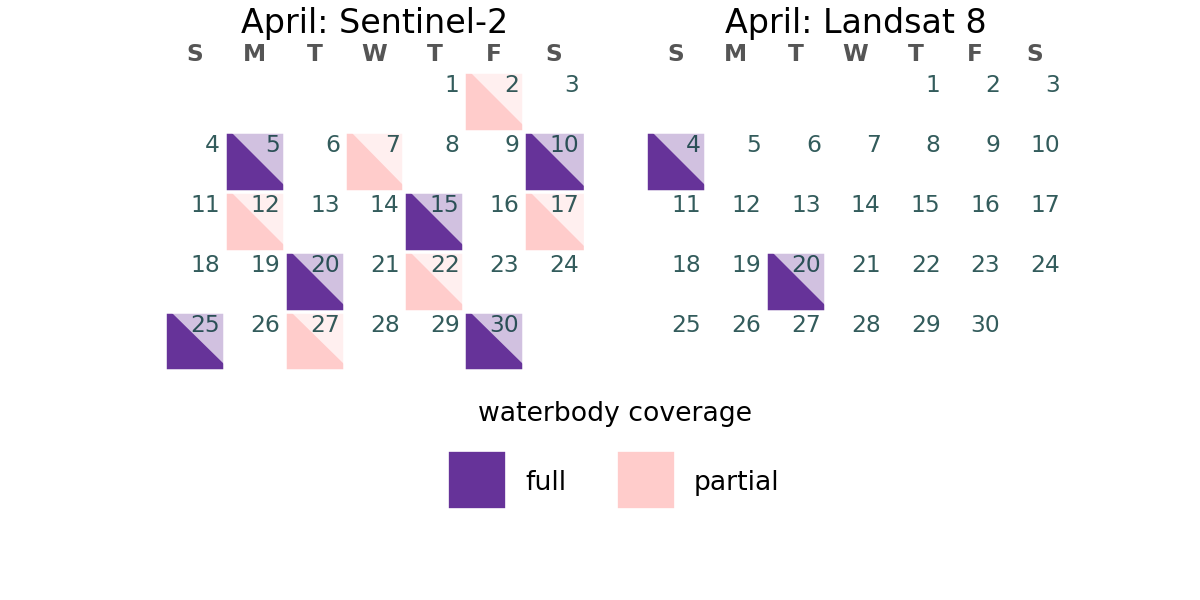 April: Sentinel-2
S M T W T F S
1 2 3
4 5 6 7 8 9 10
11 12 13 14 15 16 17
18 19 20 21 22 23 24
25 26 27 28 29 30
April: Landsat 8
S M T W T F S
1 2 3
4 5 6 7 8 9 10
11 12 13 14 15 16 17
18 19 20 21 22 23 24
25 26 27 28 29 30
waterbody coverage
full
partial